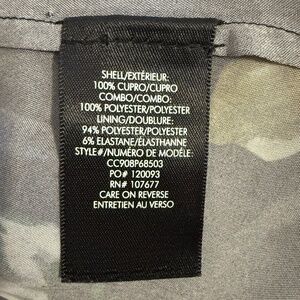 SHELL/EXTÉRIEUR:
100% CUPRO/CUPRO
COMBO/COMBO:
100% POLYESTER/POLYESTER
LINING/DOUBLURE:
94% POLYESTER/POLYESTER
6% ELASTANE/ÉLASTHANNE
STYLE#/NUMÉRO DE MODÈLE:
CC908P68503
PO# 120093
RN# 107677
CARE ON REVERSE
ENTRETIEN AU VERSO